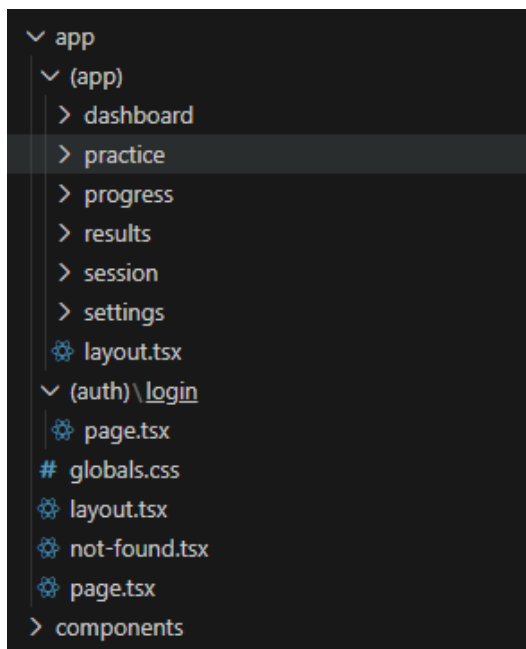 app
(app)
dashboard
practice
progress
results
session
settings
layout.tsx
(auth)\login
page.tsx
# globals.css
layout.tsx
not-found.tsx
page.tsx
components